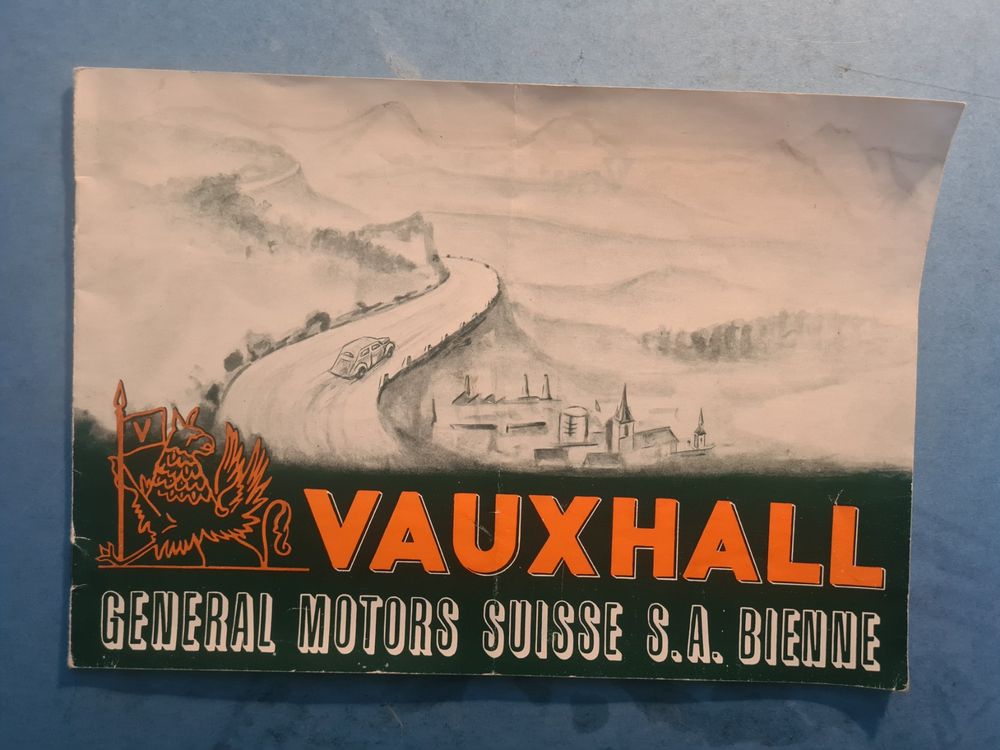 V
VAUXHALL
GENERAL MOTORS SUISSE S.A. BIENNE